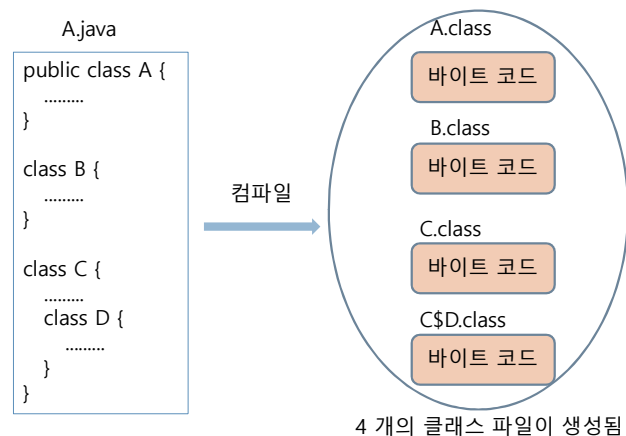 A.java
public class A {
.........
}
class B {
.........
}
class C {
.........
class D {
.........
}
}
컴파일
A.class
바이트 코드
B.class
바이트 코드
C.class
바이트 코드
C$D.class
바이트 코드
4 개의 클래스 파일이 생성됨